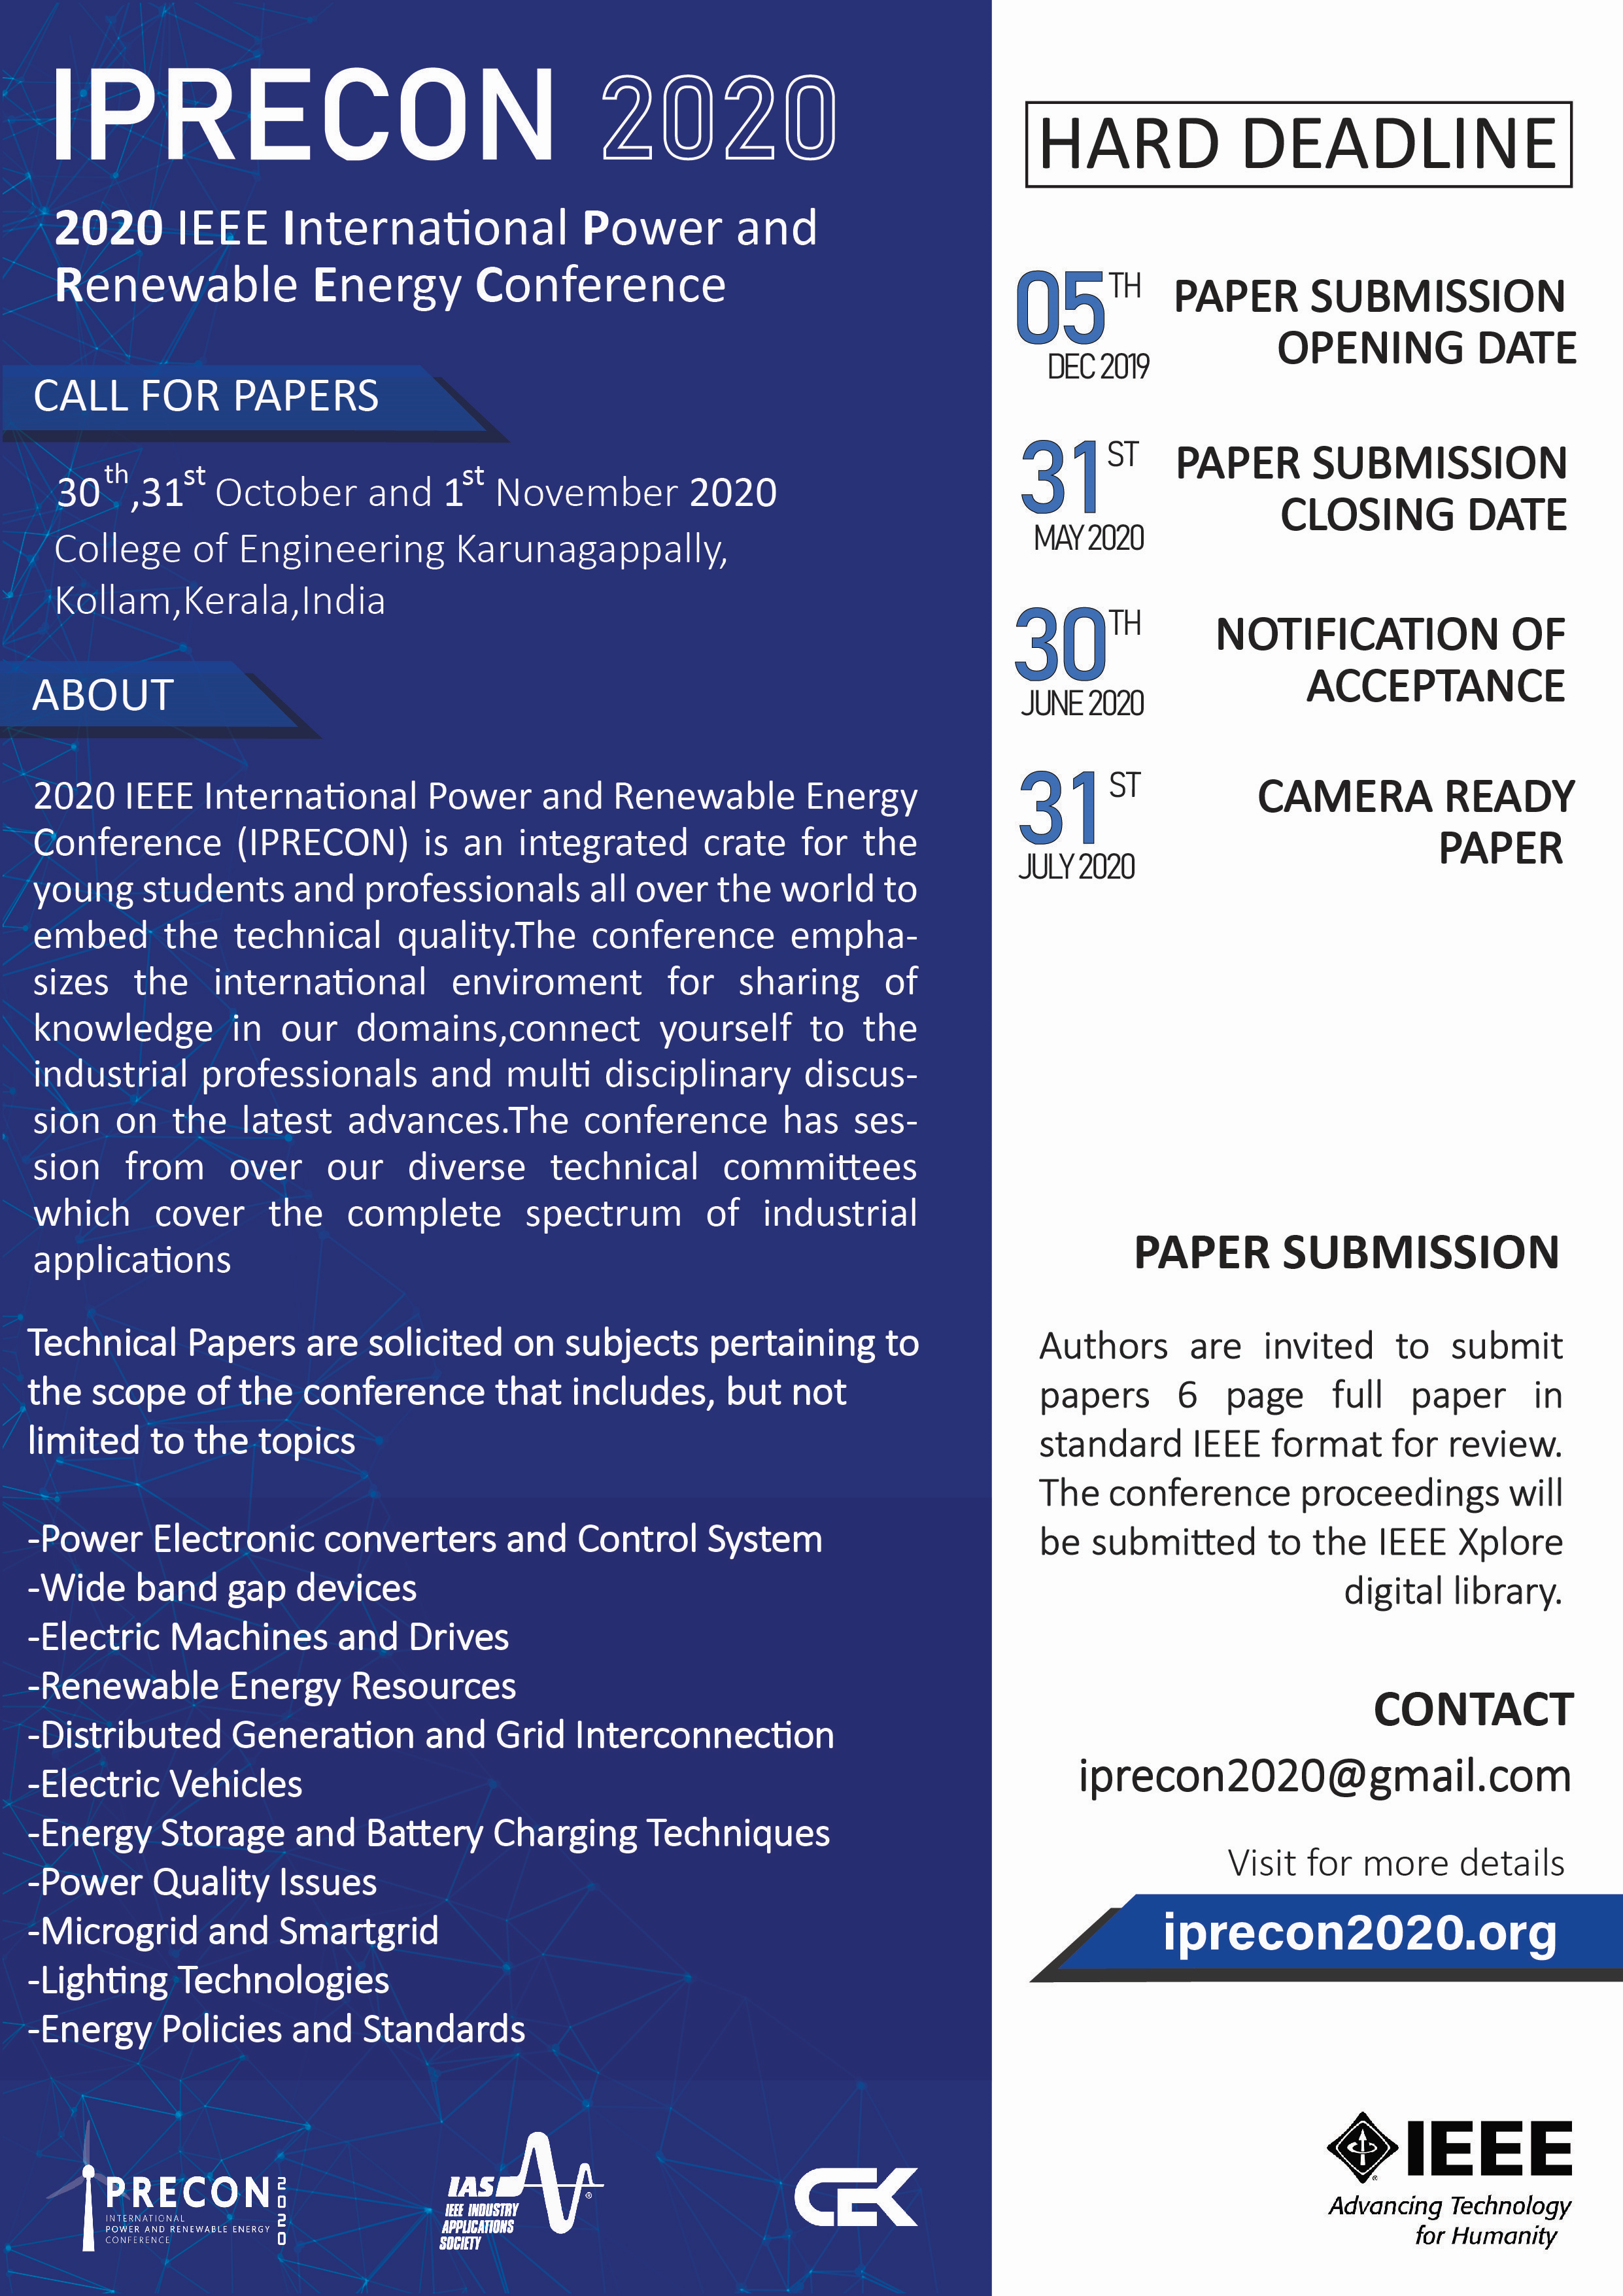 IPRECON 2020
2020 IEEE International Power and
Renewable Energy Conference
CALL FOR PAPERS
30th,31st October and 1st November 2020
College of Engineering Karunagappally,
Kollam,Kerala,India
ABOUT
2020 IEEE International Power and Renewable Energy
Conference (IPRECON) is an integrated crate for the
young students and professionals all over the world to
embed the technical quality.The conference empha-
sizes the international enviroment for sharing of
knowledge in our domains,connect yourself to the
industrial professionals and multi disciplinary discus-
sion on the latest advances.The conference has ses-
sion from over our diverse technical committees
which cover the complete spectrum of industrial
applications
Technical Papers are solicited on subjects pertaining to
the scope of the conference that includes, but not
limited to the topics
-Power Electronic converters and Control System
-Wide band gap devices
-Electric Machines and Drives
-Renewable Energy Resources
-Distributed Generation and Grid Interconnection
-Electric Vehicles
-Energy Storage and Battery Charging Techniques
-Power Quality Issues
-Microgrid and Smartgrid
-Lighting Technologies
-Energy Policies and Standards
IPRECON 2020
INTERNATIONAL
POWER AND RENEWABLE ENERGY
CONFERENCE
IAS
IEEE INDUSTRY
APPLICATIONS
SOCIETY
®
CEK
HARD DEADLINE
05TH
DEC 2019
PAPER SUBMISSION
OPENING DATE
31ST
MAY 2020
PAPER SUBMISSION
CLOSING DATE
30TH
JUNE 2020
NOTIFICATION OF
ACCEPTANCE
31ST
JULY 2020
CAMERA READY
PAPER
PAPER SUBMISSION
Authors are invited to submit
papers 6 page full paper in
standard IEEE format for review.
The conference proceedings will
be submitted to the IEEE Xplore
digital library.
CONTACT
iprecon2020@gmail.com
Visit for more details
iprecon2020.org
IEEE
®
Advancing Technology
for Humanity